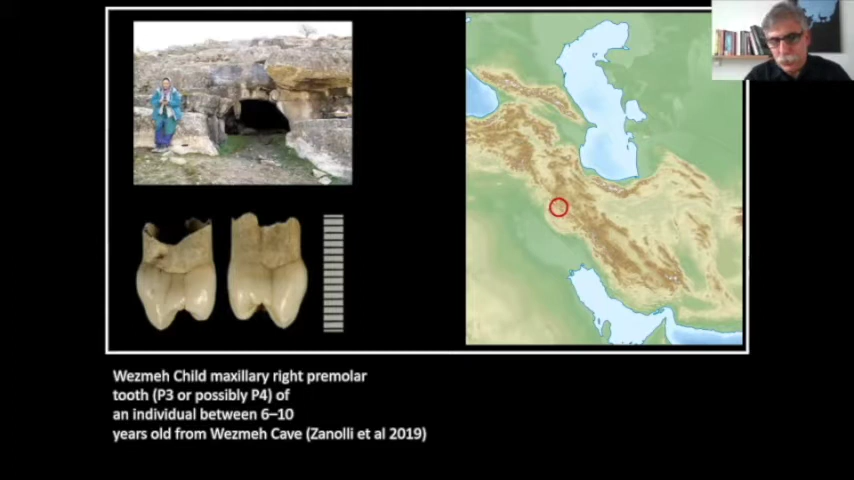 Wezmeh Child maxillary right premolar
tooth (P3 or possibly P4) of
an individual between 6–10
years old from Wezmeh Cave (Zanolli et al 2019)